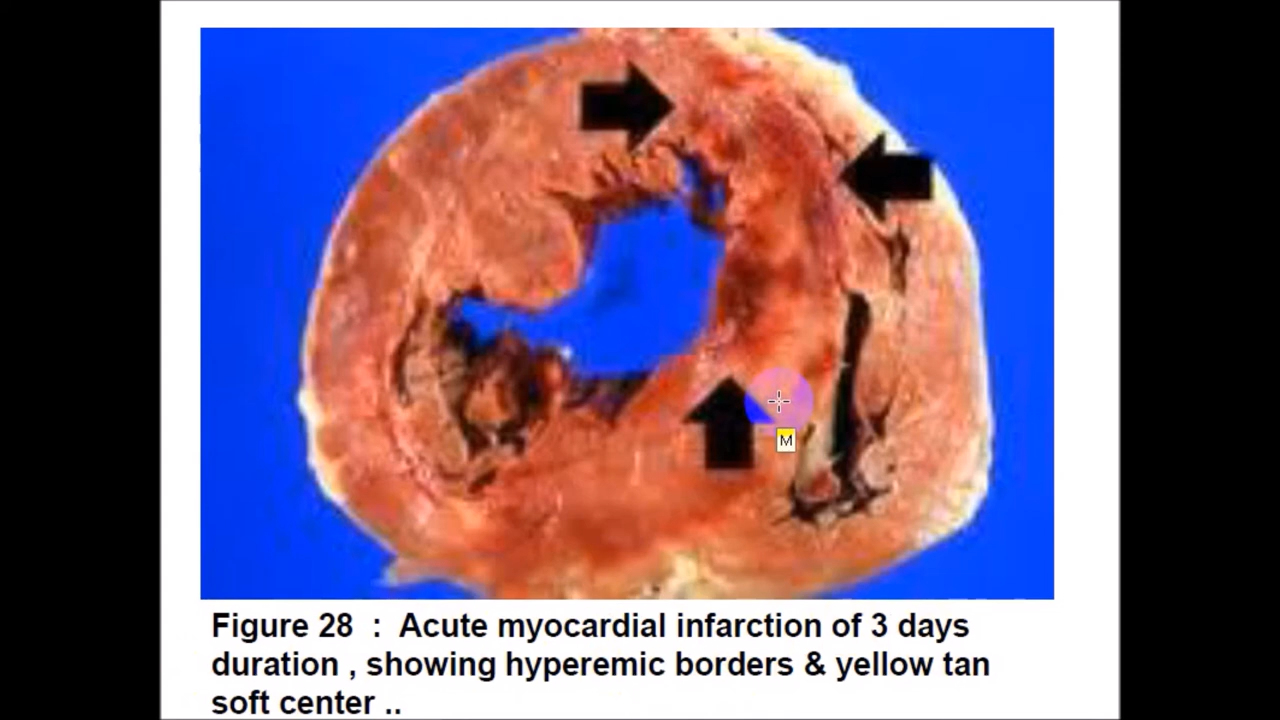 M
Figure 28  :  Acute myocardial infarction of 3 days
duration , showing hyperemic borders & yellow tan
soft center ..